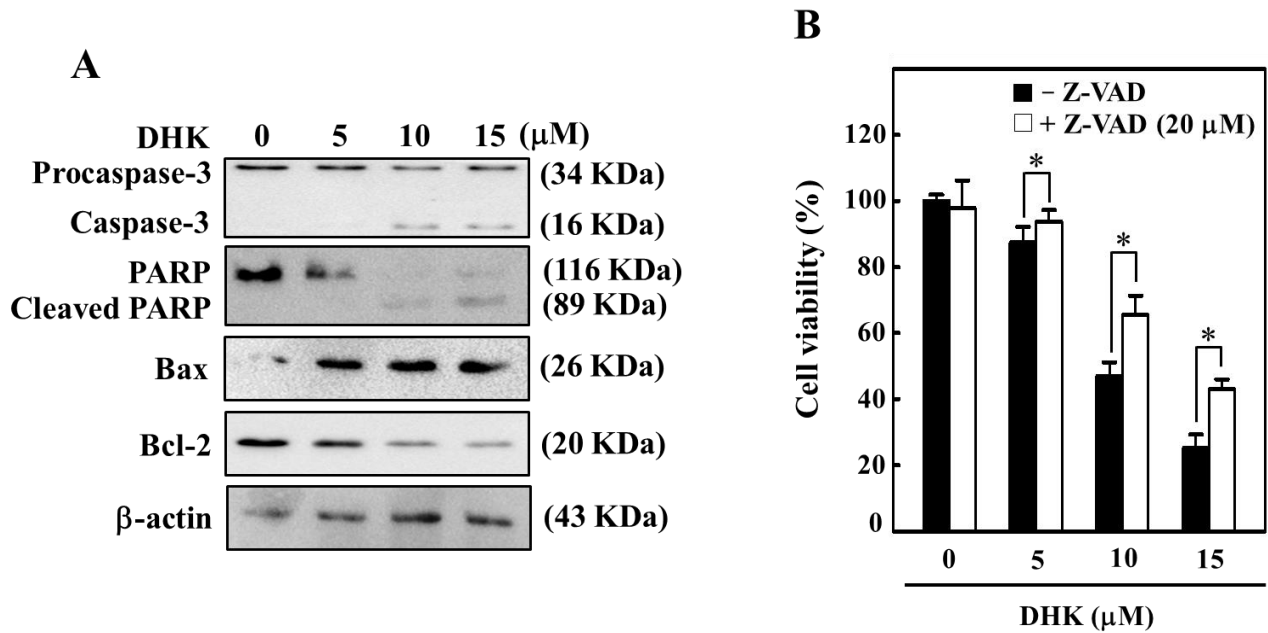 A
DHK 0 5 10 15 (μM)
Procaspase-3 (34 KDa)
Caspase-3 (16 KDa)
PARP (116 KDa)
Cleaved PARP (89 KDa)
Bax (26 KDa)
Bcl-2 (20 KDa)
β-actin (43 KDa)
B
− Z-VAD
+ Z-VAD (20 μM)
Cell viability (%)
120
100
80
60
40
20
0
*
*
*
0 5 10 15
DHK (μM)